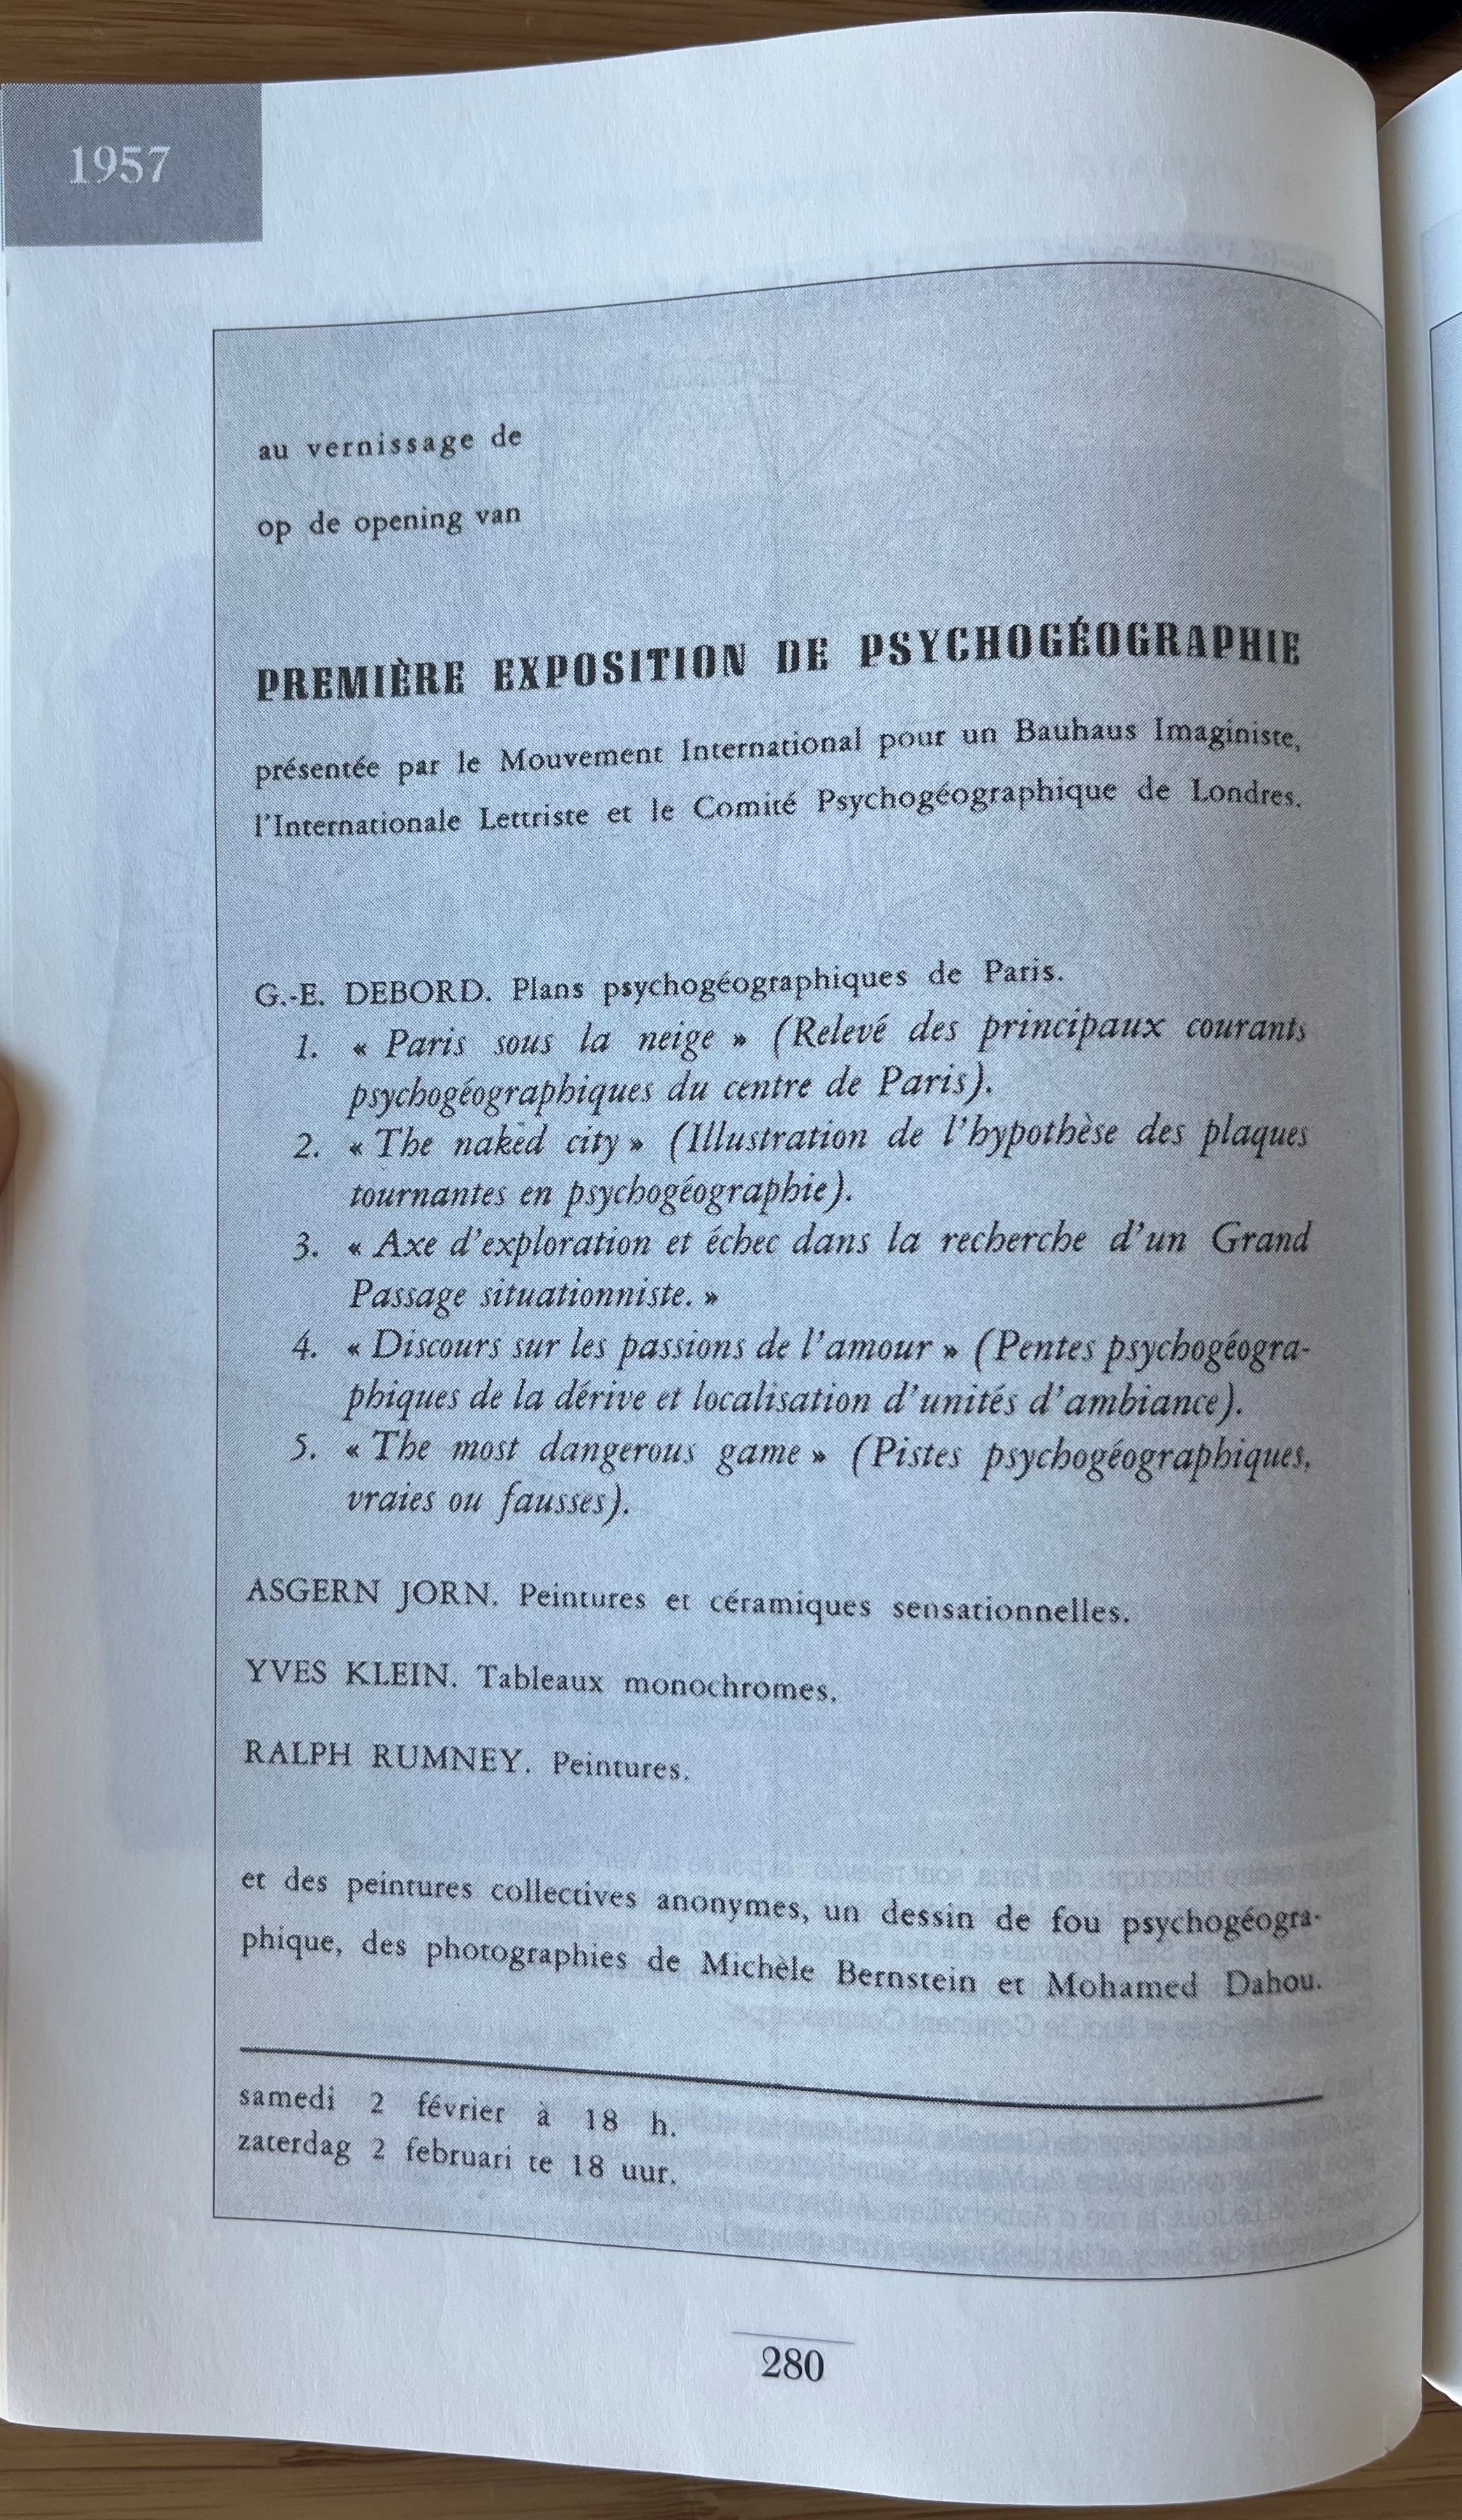 1957
au vernissage de
op de opening van
PREMIÈRE EXPOSITION DE PSYCHOGÉOGRAPHIE
présentée par le Mouvement International pour un Bauhaus Imaginiste,
l'Internationale Lettriste et le Comité Psychogéographique de Londres.
G.-E. DEBORD. Plans psychogéographiques de Paris.
1. « Paris sous la neige » (Relevé des principaux courants
psychogéographiques du centre de Paris).
2. « The naked city » (Illustration de l'hypothèse des plaques
tournantes en psychogéographie).
3. « Axe d'exploration et échec dans la recherche d'un Grand
Passage situationniste. »
4. « Discours sur les passions de l'amour » (Pentes psychogéogra-
phiques de la dérive et localisation d'unités d'ambiance).
5. « The most dangerous game » (Pistes psychogéographiques,
vraies ou fausses).
ASGERN JORN. Peintures et céramiques sensationnelles.
YVES KLEIN. Tableaux monochromes.
RALPH RUMNEY. Peintures.
et des peintures collectives anonymes, un dessin de fou psychogéogra-
phique, des photographies de Michèle Bernstein et Mohamed Dahou.
samedi 2 février à 18 h.
zaterdag 2 februari te 18 uur.
280